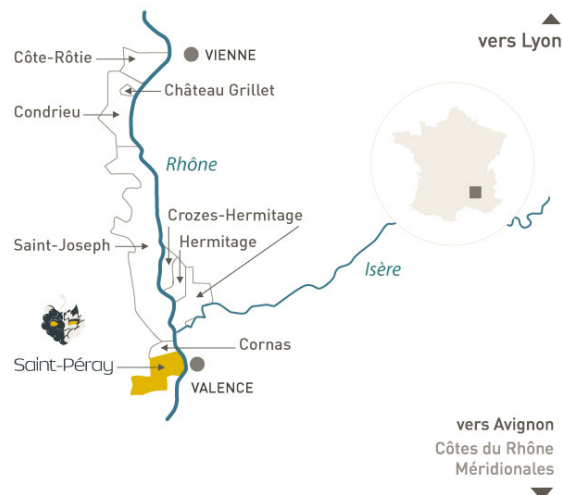 vers Lyon
Côte-Rôtie
VIENNE
Château Grillet
Condrieu
Rhône
Crozes-Hermitage
Hermitage
Saint-Joseph
Isère
Cornas
Saint-Péray
VALENCE
vers Avignon
Côtes du Rhône
Méridionales